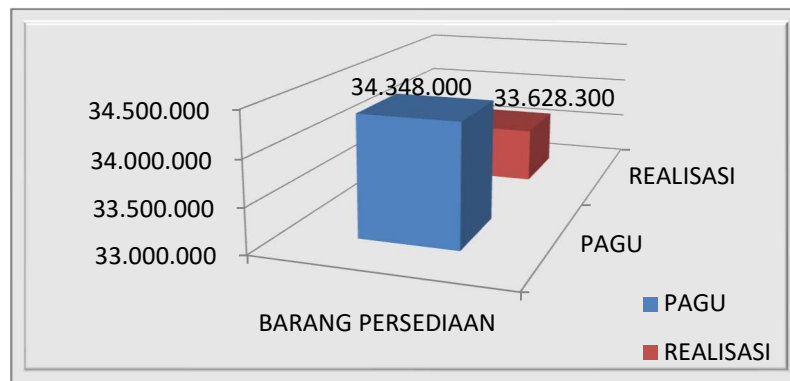 34.348.000
33.628.300
34.500.000
34.000.000
33.500.000
33.000.000
REALISASI
PAGU
BARANG PERSEDIAAN
PAGU
REALISASI